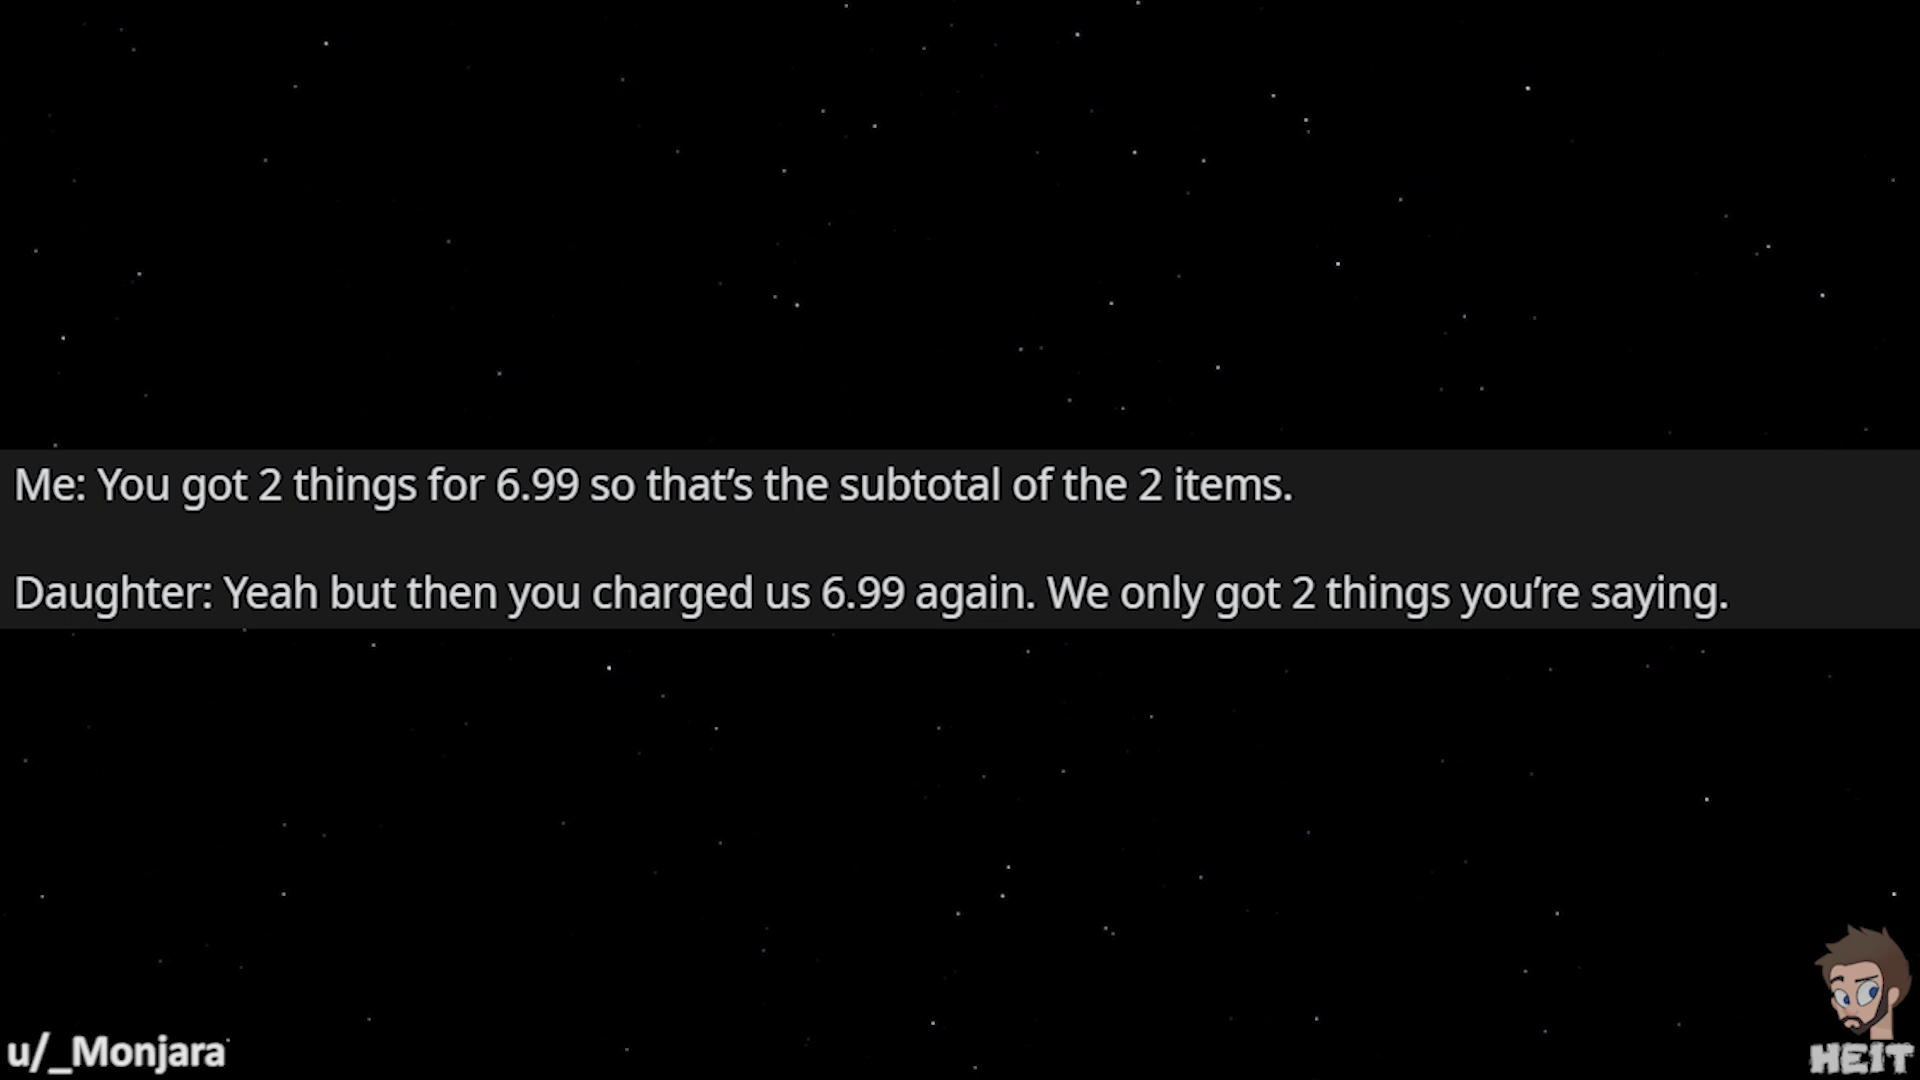 Me: You got 2 things for 6.99 so that’s the subtotal of the 2 items.
Daughter: Yeah but then you charged us 6.99 again. We only got 2 things you’re saying.
u/_Monjara
HEIT